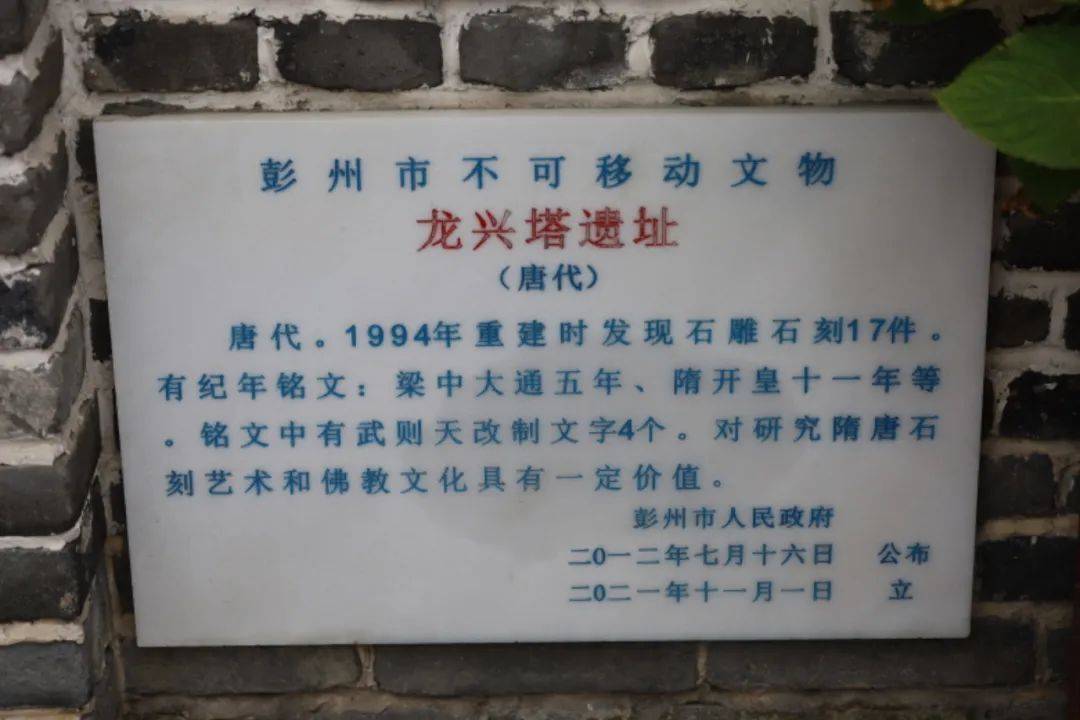 彭州市不可移动文物
龙兴塔遗址
（唐代）
唐代。1994年重建时发现石雕石刻17件。
有纪年铭文：梁中大通五年、隋开皇十一年等
。铭文中有武则天改制文字4个。对研究隋唐石
刻艺术和佛教文化具有一定价值。
彭州市人民政府
二〇一二年七月十六日 公布
二〇二一年十一月一日 立